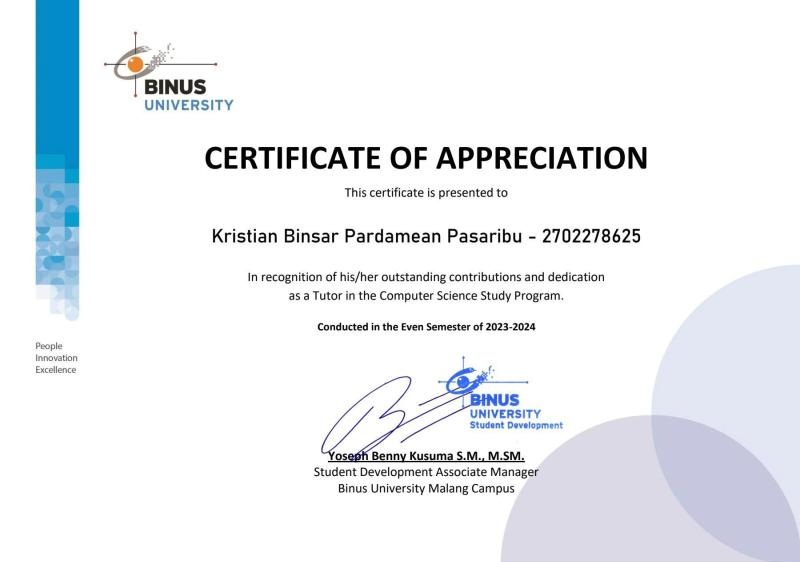 BINUS
UNIVERSITY
CERTIFICATE OF APPRECIATION
This certificate is presented to
Kristian Binsar Pardamean Pasaribu - 2702278625
In recognition of his/her outstanding contributions and dedication
as a Tutor in the Computer Science Study Program.
Conducted in the Even Semester of 2023-2024
People
Innovation
Excellence
BINUS
UNIVERSITY
Student Development
Yoseph Benny Kusuma S.M., M.SM.
Student Development Associate Manager
Binus University Malang Campus